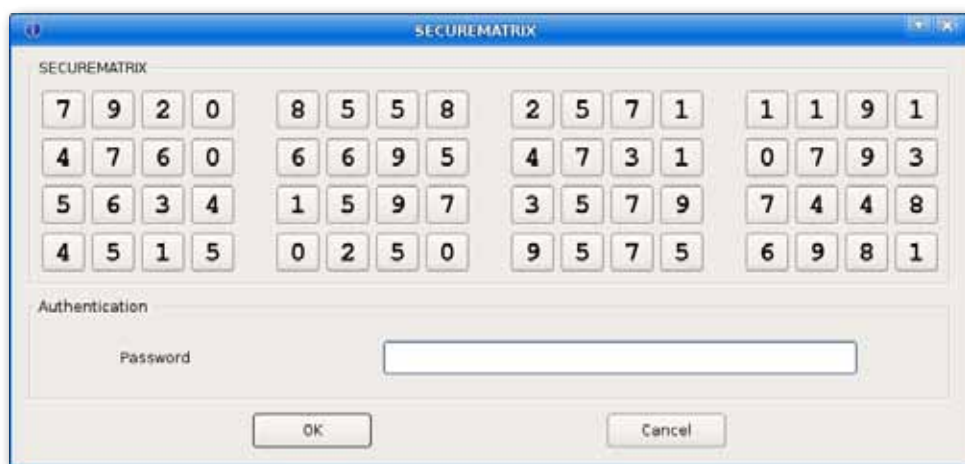 SECUREMATRIX
SECUREMATRIX
7 9 2 0 8 5 5 8 2 5 7 1 1 1 9 1
4 7 6 0 6 6 9 5 4 7 3 1 0 7 9 3
5 6 3 4 1 5 9 7 3 5 7 9 7 4 4 8
4 5 1 5 0 2 5 0 9 5 7 5 6 9 8 1
Authentication
Password
OK Cancel